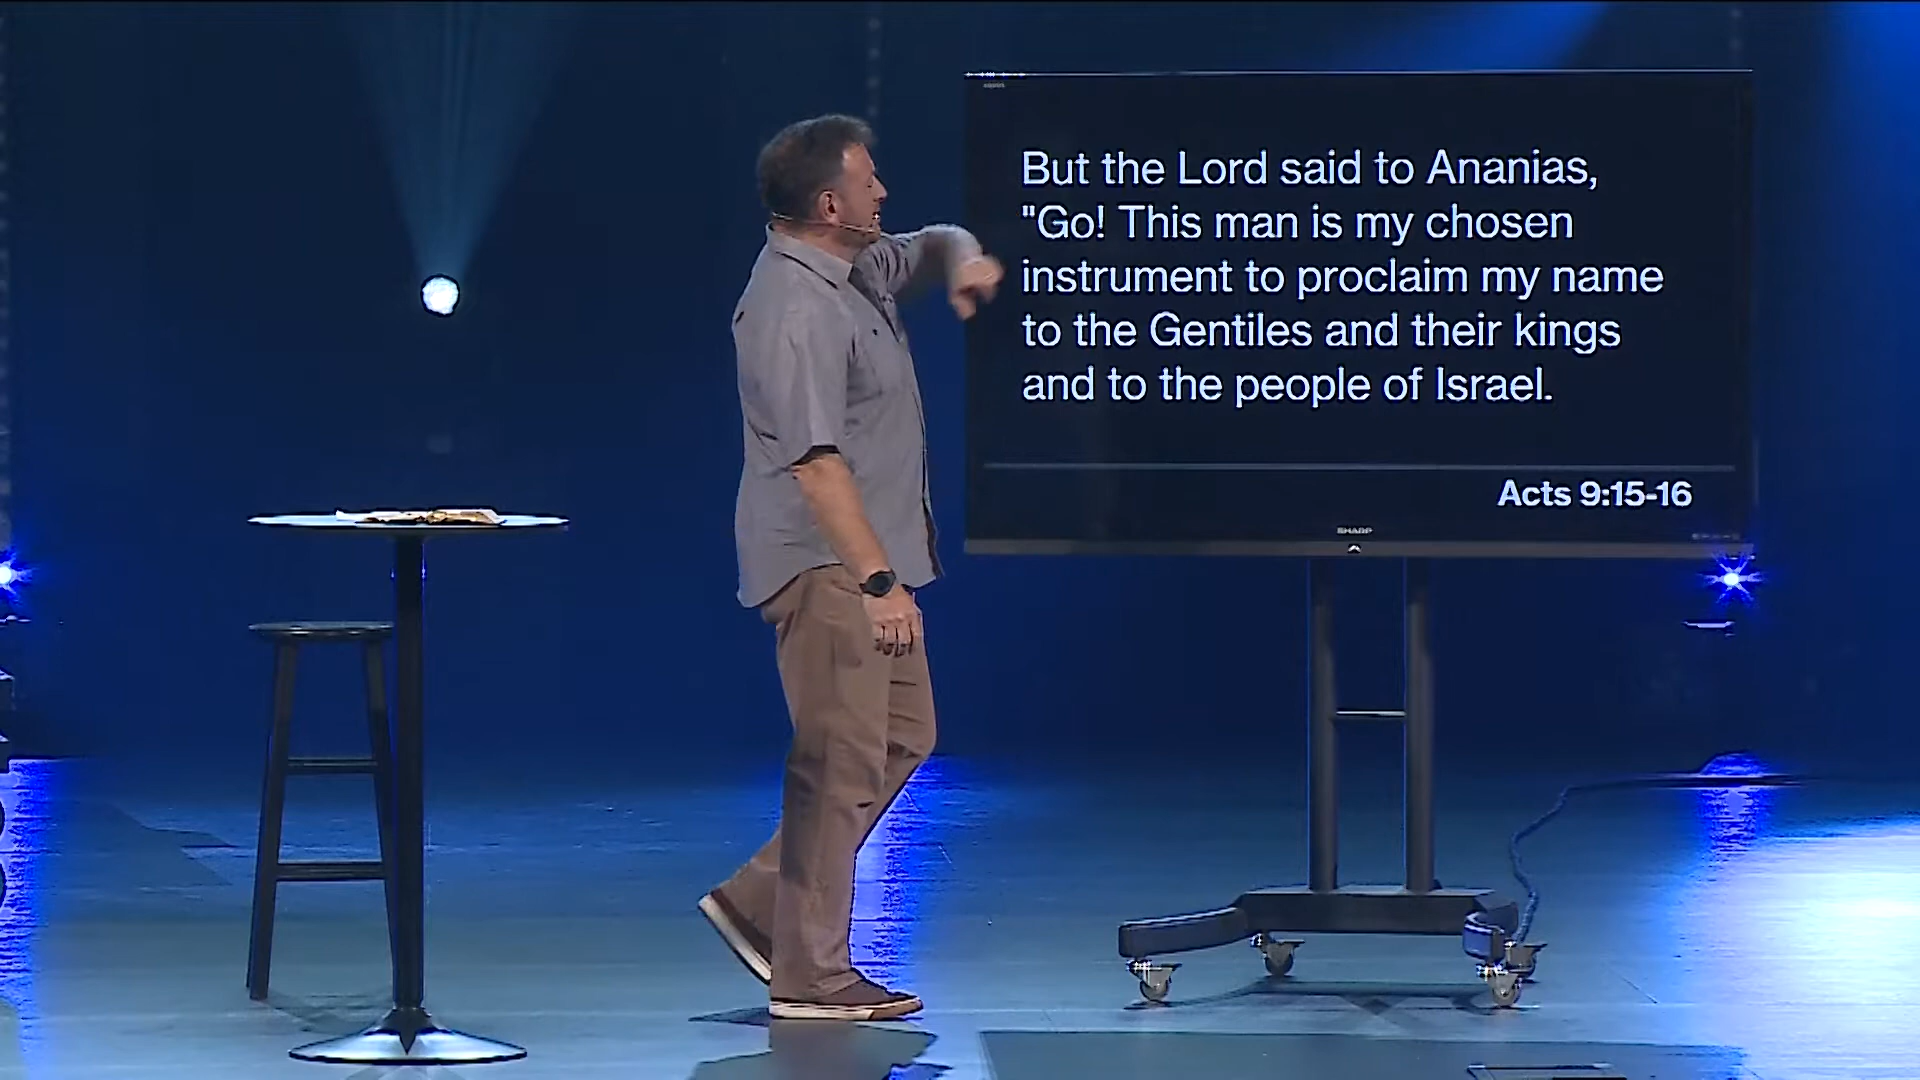 But the Lord said to Ananias,
"Go! This man is my chosen
instrument to proclaim my name
to the Gentiles and their kings
and to the people of Israel.
Acts 9:15-16
SHARP